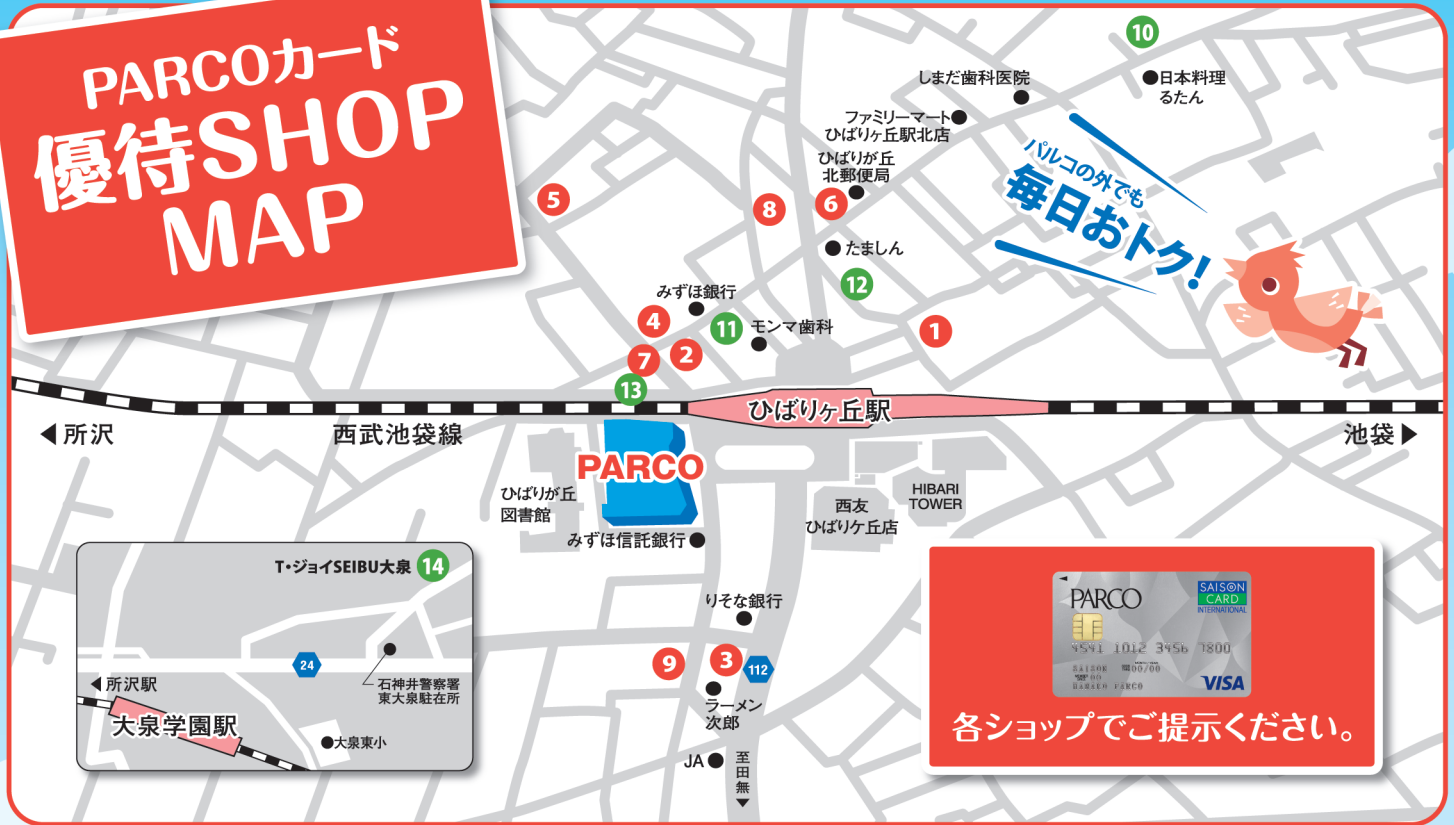 PARCOカード
優待SHOP
MAP
10
しまだ歯科医院
日本料理
るたん
ファミリーマート
ひばりヶ丘駅北店
ひばりが丘
北郵便局
パルコの外でも
毎日おトク!
5
8
6
たましん
12
みずほ銀行
4
11
モンマ歯科
1
7
2
13
ひばりヶ丘駅
◀所沢
西武池袋線
池袋▶
PARCO
ひばりが丘
図書館
西友
ひばりケ丘店
HIBARI
TOWER
みずほ信託銀行
T・ジョイSEIBU大泉 14
24
石神井警察署
東大泉駐在所
◀所沢駅
大泉学園駅
大泉東小
りそな銀行
9
3
112
ラーメン
次郎
JA
至田無▼
PARCO
SAISON
CARD
INTERNATIONAL
4541 1012 3456 7800
SAISON
00/00
HANAKO PARCO
VISA
各ショップでご提示ください。